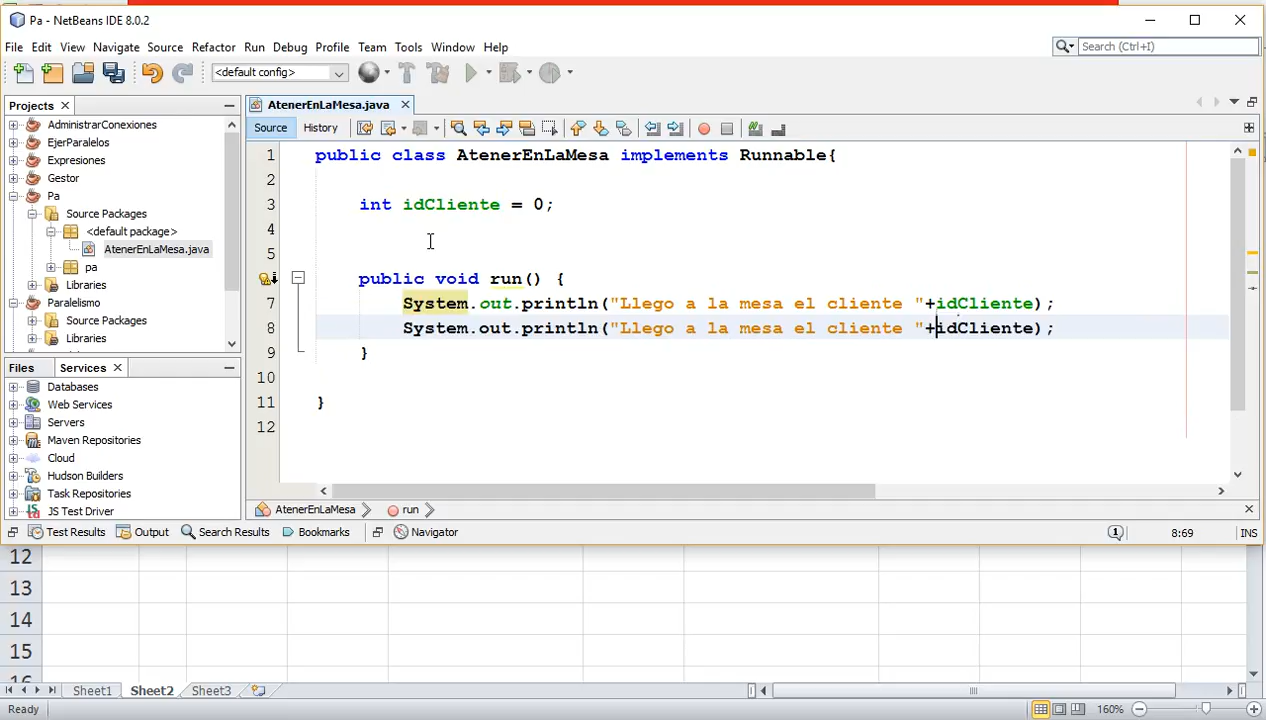 Pa - NetBeans IDE 8.0.2
File Edit View Navigate Source Refactor Run Debug Profile Team Tools Window Help
Search (Ctrl+I)
<default config>
Projects
AtenerEnLaMesa.java
Source History
AdministrarConexiones
EjerParalelos
Expresiones
Gestor
Pa
Source Packages
<default package>
AtenerEnLaMesa.java
pa
Libraries
Paralelismo
Source Packages
Libraries
1 public class AtenerEnLaMesa implements Runnable{
2
3 int idCliente = 0;
4
5
public void run() {
7 System.out.println("Llego a la mesa el cliente "+idCliente);
8 System.out.println("Llego a la mesa el cliente "+idCliente);
9 }
10
11 }
12
Files Services
Databases
Web Services
Servers
Maven Repositories
Cloud
Hudson Builders
Task Repositories
JS Test Driver
AtenerEnLaMesa run
Test Results Output Search Results Bookmarks Navigator
1 8:69 INS
12
13
14
15
16
Sheet1 Sheet2 Sheet3
Ready 160%